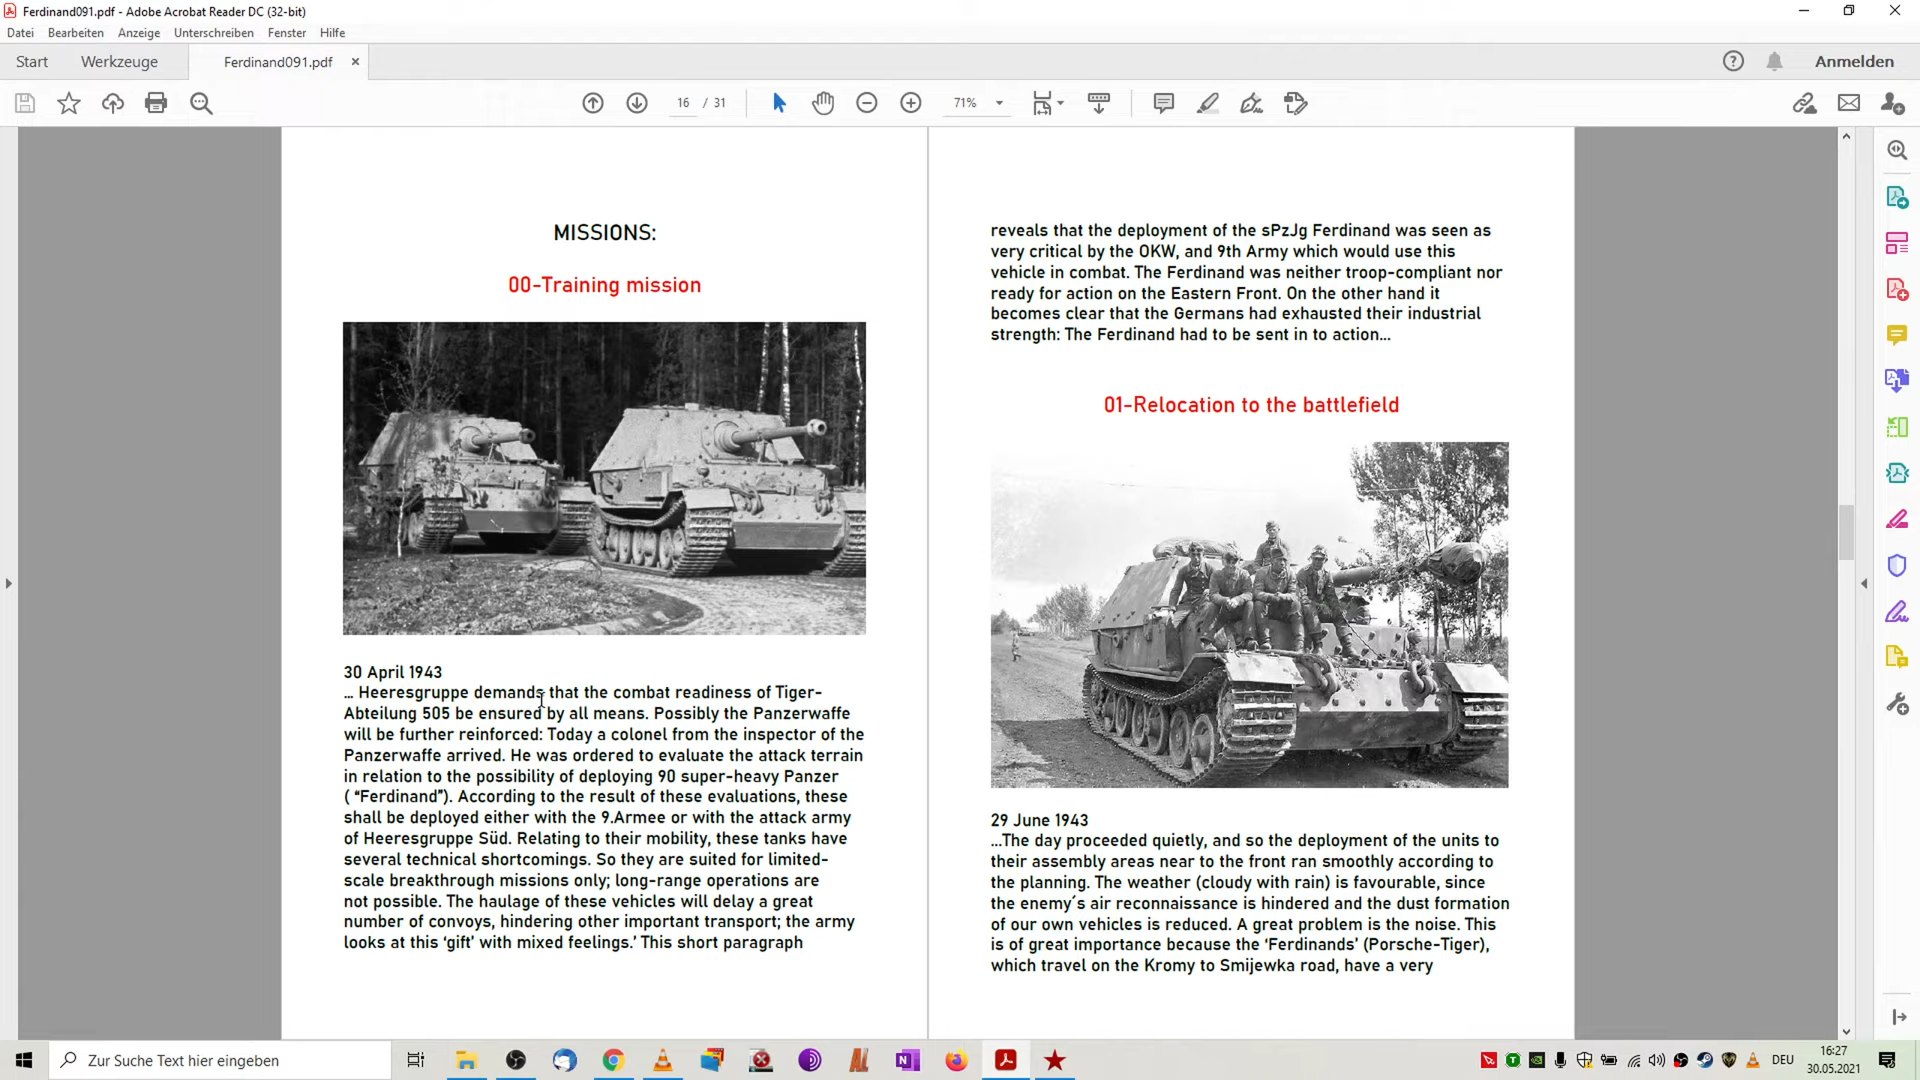 Ferdinand091.pdf - Adobe Acrobat Reader DC (32-bit)
Datei Bearbeiten Anzeige Unterschreiben Fenster Hilfe
Start Werkzeuge Ferdinand091.pdf × Anmelden
16 / 31 71%
MISSIONS:
00-Training mission
30 April 1943
… Heeresgruppe demands that the combat readiness of Tiger-
Abteilung 505 be ensured by all means. Possibly the Panzerwaffe
will be further reinforced: Today a colonel from the inspector of the
Panzerwaffe arrived. He was ordered to evaluate the attack terrain
in relation to the possibility of deploying 90 super-heavy Panzer
( “Ferdinand”). According to the result of these evaluations, these
shall be deployed either with the 9.Armee or with the attack army
of Heeresgruppe Süd. Relating to their mobility, these tanks have
several technical shortcomings. So they are suited for limited-
scale breakthrough missions only; long-range operations are
not possible. The haulage of these vehicles will delay a great
number of convoys, hindering other important transport; the army
looks at this ‘gift’ with mixed feelings.’ This short paragraph
reveals that the deployment of the sPzJg Ferdinand was seen as
very critical by the OKW, and 9th Army which would use this
vehicle in combat. The Ferdinand was neither troop-compliant nor
ready for action on the Eastern Front. On the other hand it
becomes clear that the Germans had exhausted their industrial
strength: The Ferdinand had to be sent in to action…
01-Relocation to the battlefield
29 June 1943
…The day proceeded quietly, and so the deployment of the units to
their assembly areas near to the front ran smoothly according to
the planning. The weather (cloudy with rain) is favourable, since
the enemy´s air reconnaissance is hindered and the dust formation
of our own vehicles is reduced. A great problem is the noise. This
is of great importance because the ‘Ferdinands’ (Porsche-Tiger),
which travel on the Kromy to Smijewka road, have a very
Zur Suche Text hier eingeben
DEU
16:27
30.05.2021